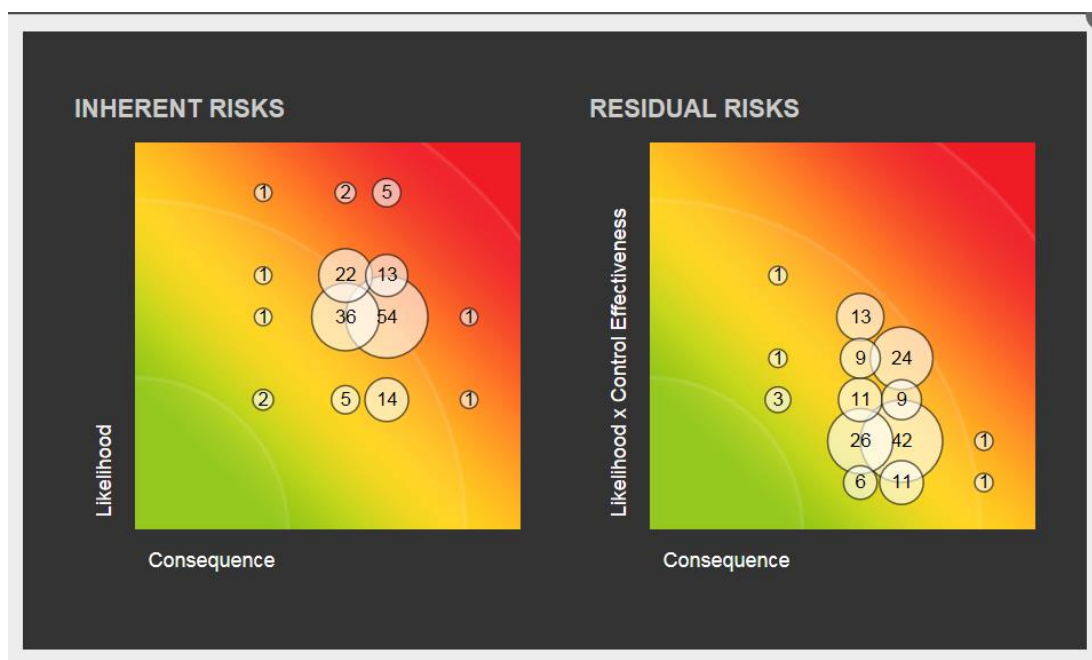 INHERENT RISKS
1 2 5
1 22 13
1 36 54 1
2 5 14 1
Likelihood
Consequence
RESIDUAL RISKS
1
13
1 9 24
3 11 9
26 42 1
6 11 1
Likelihood x Control Effectiveness
Consequence